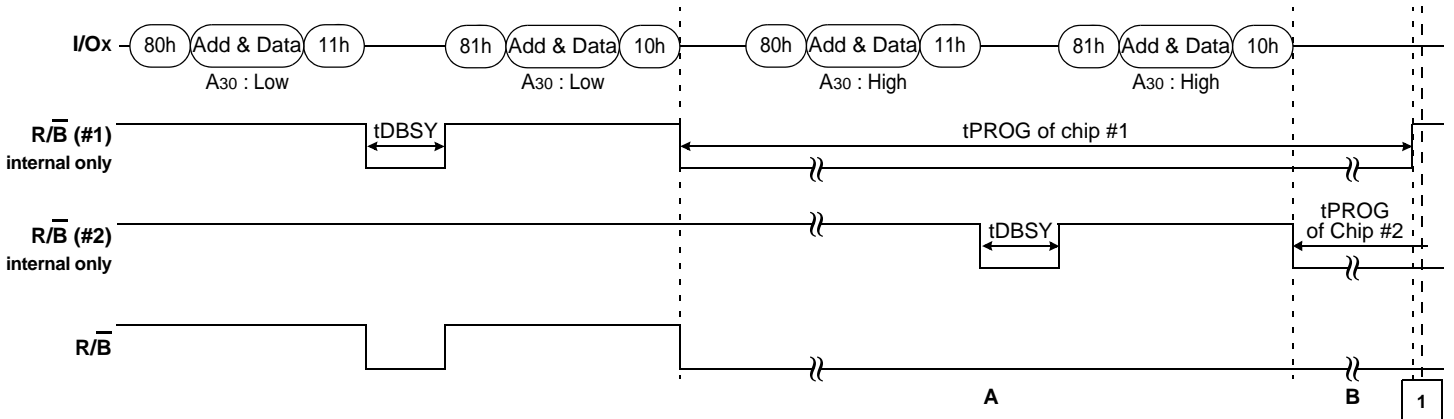 I/Ox 80h Add & Data 11h 81h Add & Data 10h 80h Add & Data 11h 81h Add & Data 10h
A30 : Low A30 : Low A30 : High A30 : High
R/B (#1) tDBSY tPROG of chip #1
internal only
tPROG
R/B (#2) tDBSY of Chip #2
internal only
R/B
A B 1